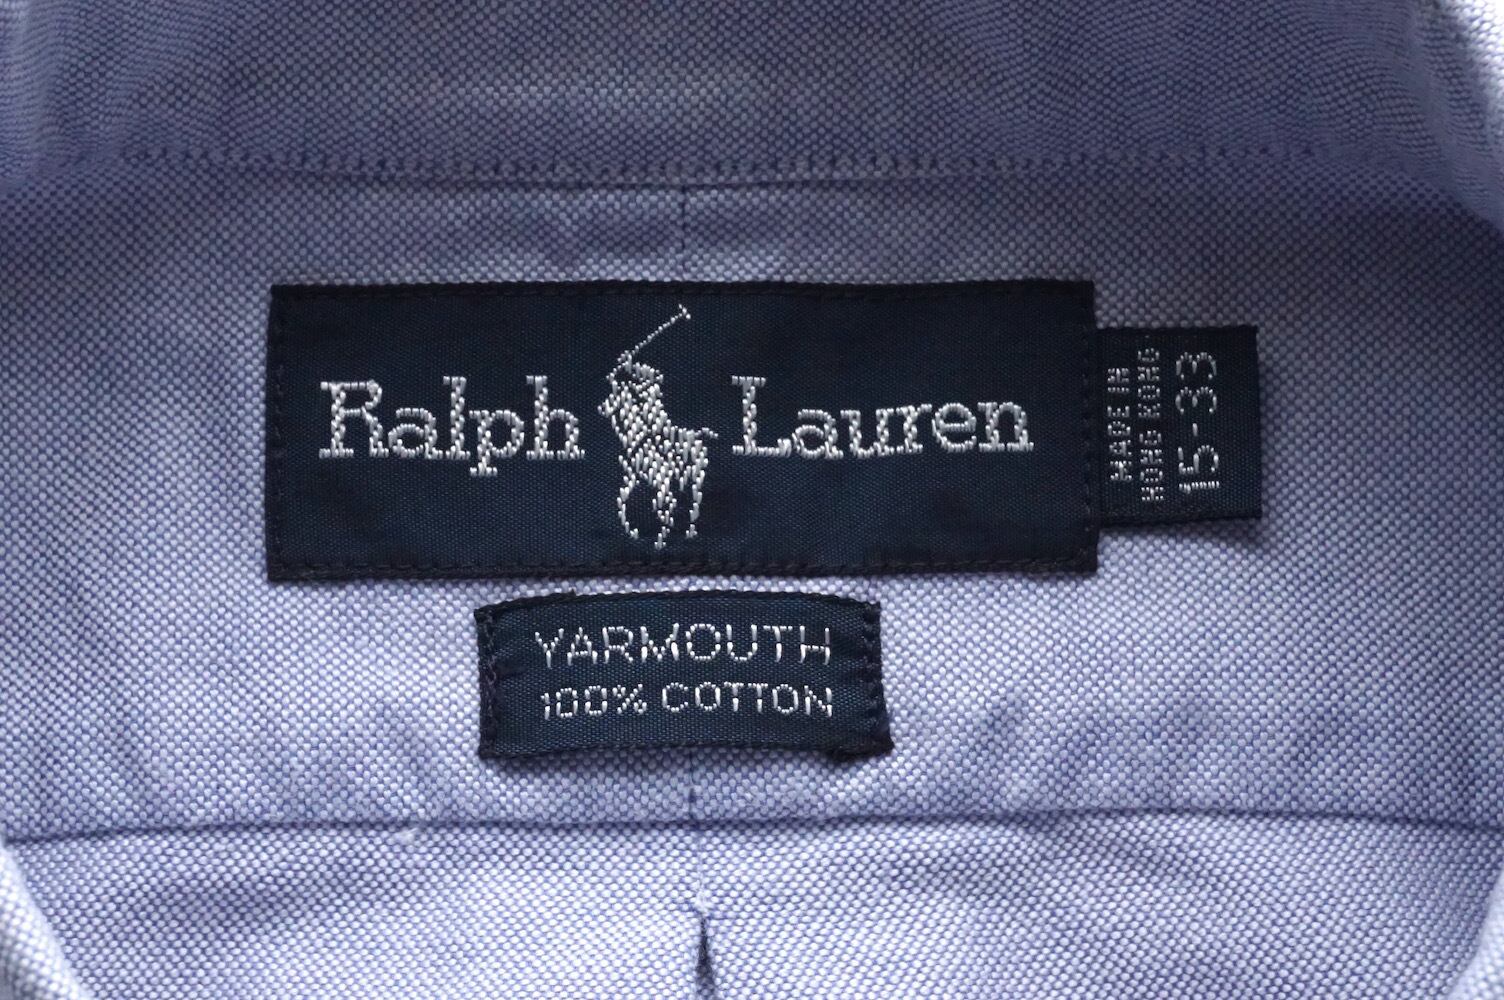 Ralph Lauren
MADE IN
HONG KONG
15-33
YARMOUTH
100% COTTON